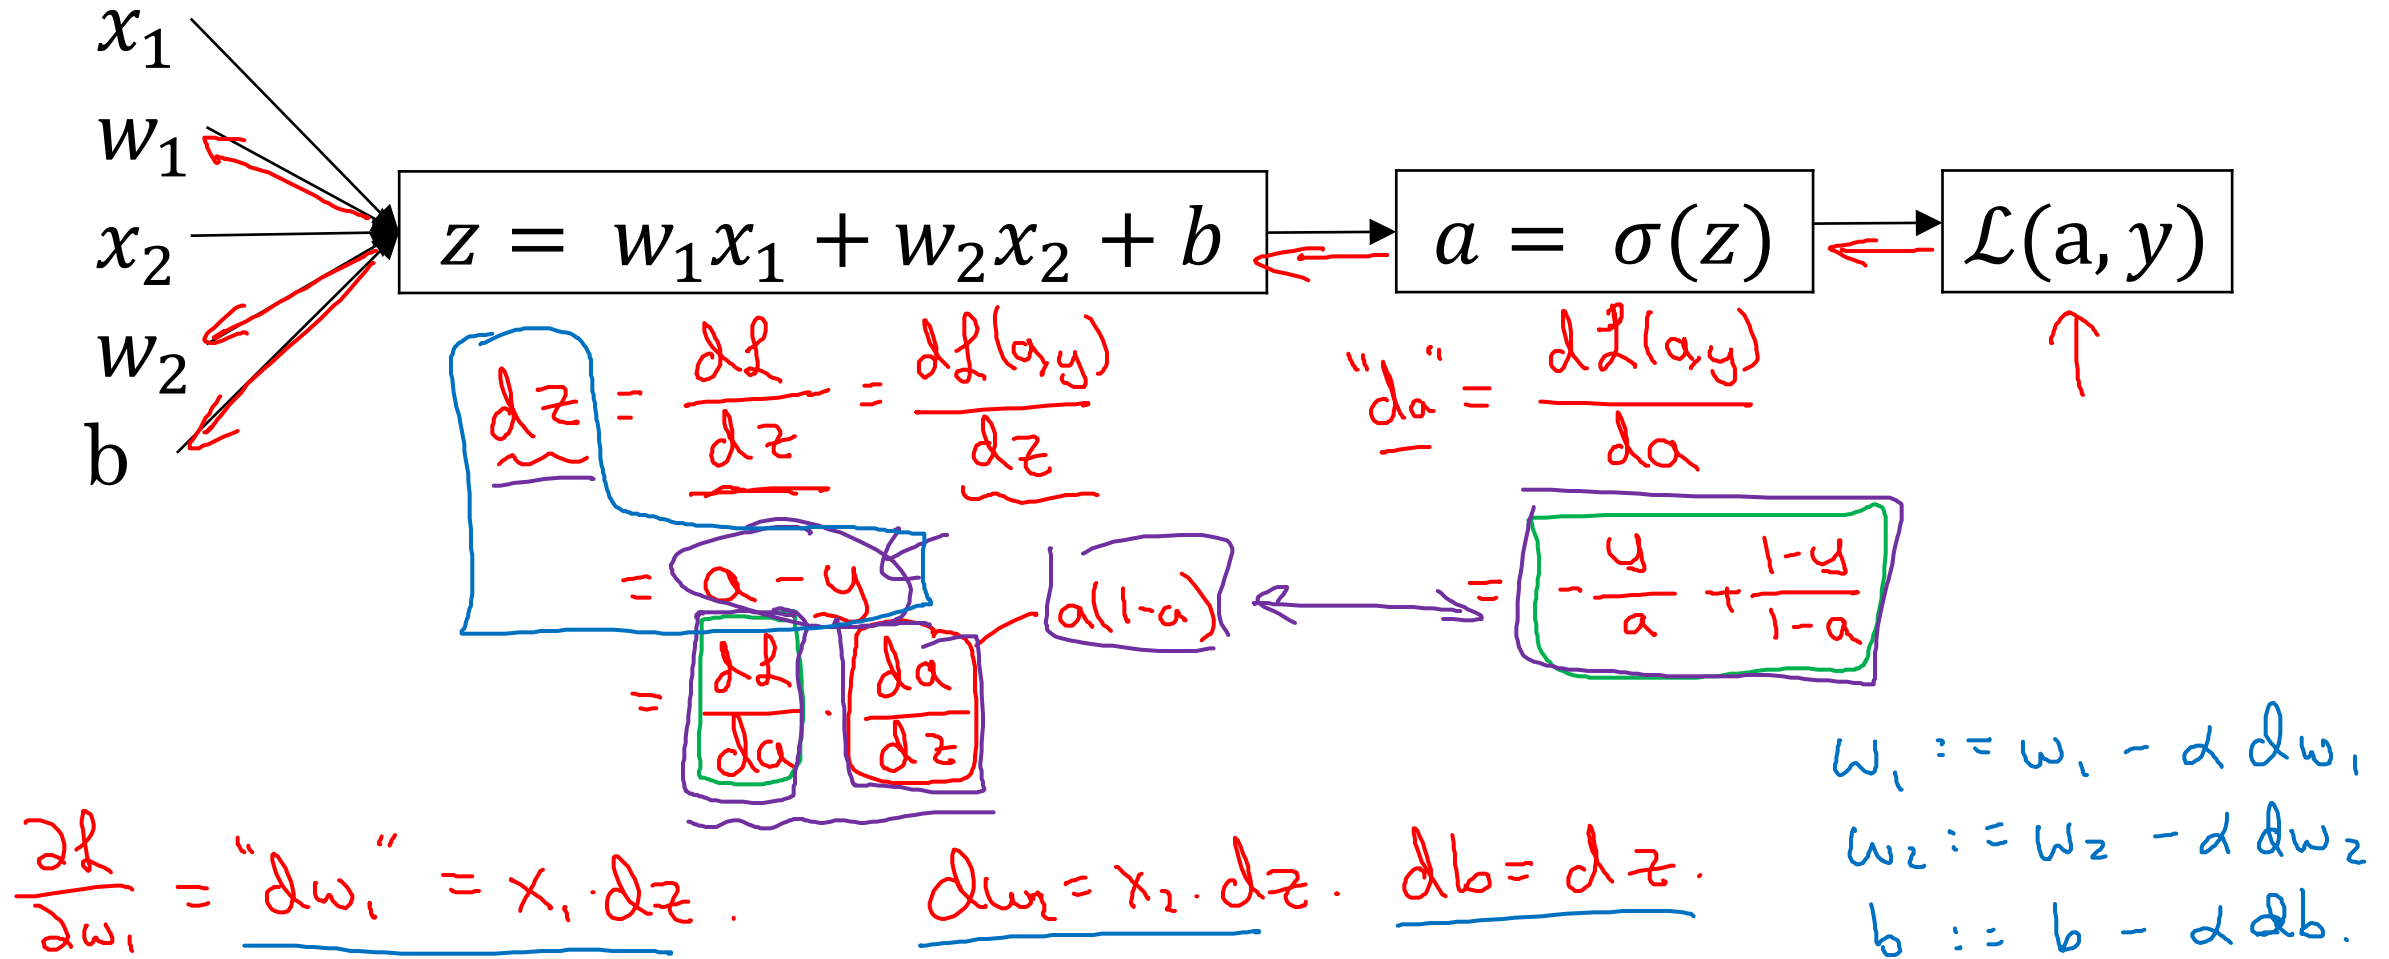 x₁
w₁
x₂
w₂
b
z = w₁x₁ + w₂x₂ + b
a = σ(z)
ℒ(a, y)
dz = dℒ/dz = dℒ(a,y)/dz
= a - y
= dℒ/da · da/dz
a(1-a)
"da" = dℒ(a,y)/da
= - y/a + (1-y)/(1-a)
∂ℒ/∂w₁ = "dw₁" = x₁·dz.
dw₂ = x₂·dz.
db = dz.
w₁ := w₁ - α dw₁
w₂ := w₂ - α dw₂
b := b - α db.